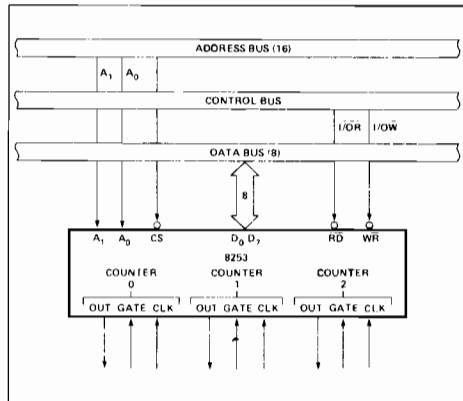 ADDRESS BUS (16)
A1 A0
CONTROL BUS
I/OR I/OW
DATA BUS (8)
8
A1 A0 CS D0 D7 RD WR
8253
COUNTER COUNTER COUNTER
0 1 2
OUT GATE CLK OUT GATE CLK OUT GATE CLK